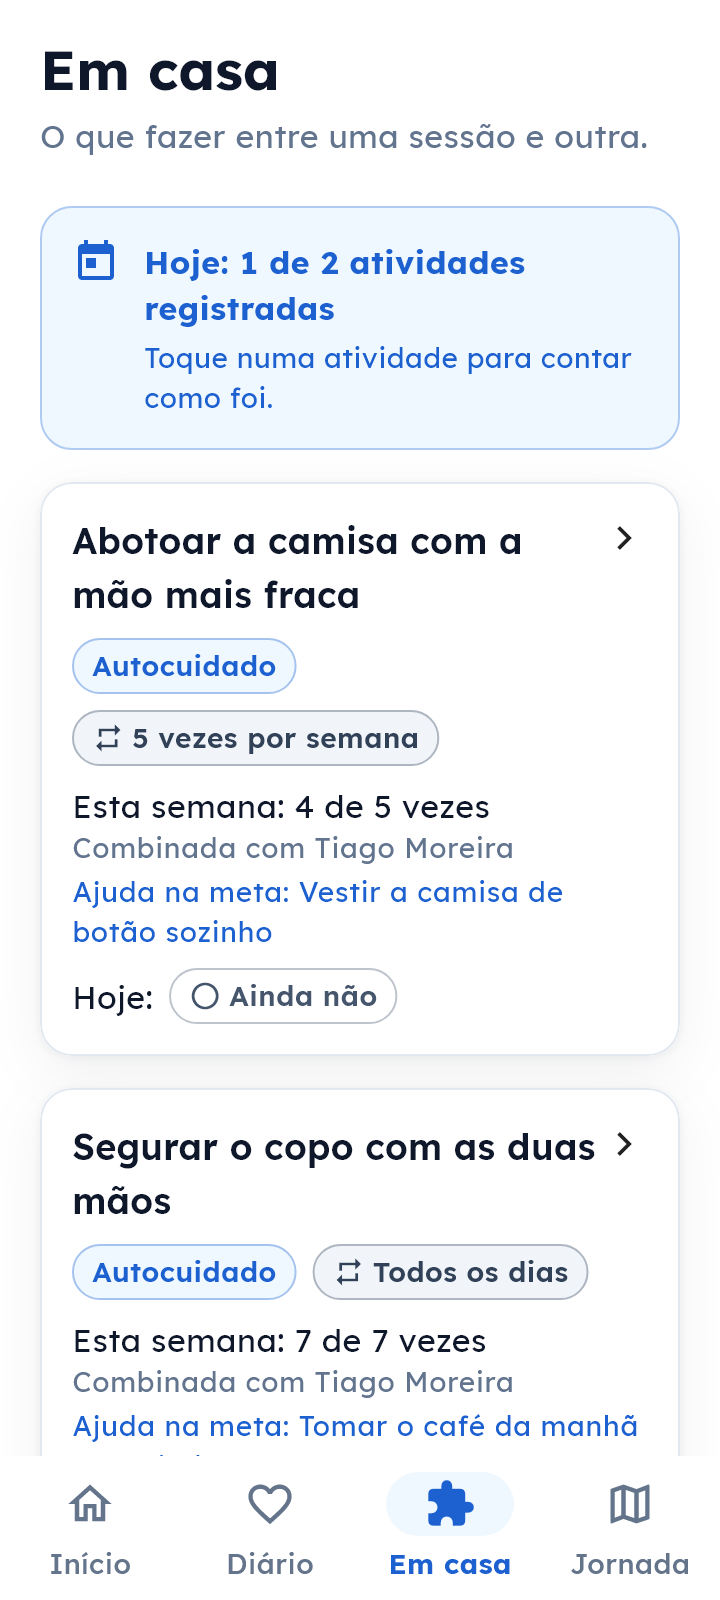 Em casa
O que fazer entre uma sessão e outra.
Hoje: 1 de 2 atividades
registradas
Toque numa atividade para contar
como foi.
Abotoar a camisa com a
mão mais fraca
Autocuidado
5 vezes por semana
Esta semana: 4 de 5 vezes
Combinada com Tiago Moreira
Ajuda na meta: Vestir a camisa de
botão sozinho
Hoje: Ainda não
Segurar o copo com as duas
mãos
Autocuidado Todos os dias
Esta semana: 7 de 7 vezes
Combinada com Tiago Moreira
Ajuda na meta: Tomar o café da manhã
Início Diário Em casa Jornada